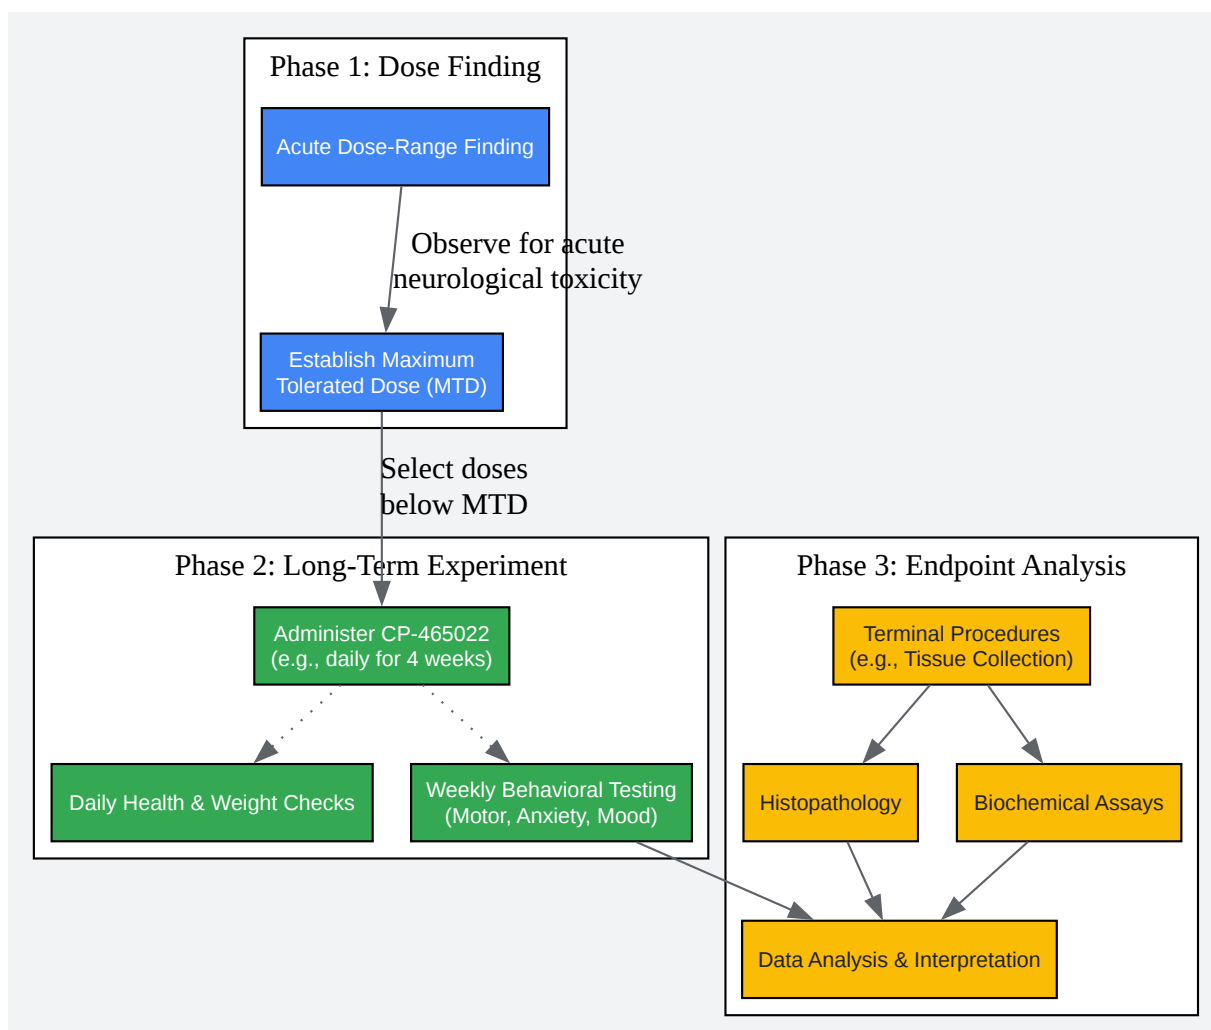 Phase 1: Dose Finding
Acute Dose-Range Finding
Observe for acute
neurological toxicity
Establish Maximum
Tolerated Dose (MTD)
Select doses
below MTD
Phase 2: Long-Term Experiment
Administer CP-465022
(e.g., daily for 4 weeks)
Daily Health & Weight Checks
Weekly Behavioral Testing
(Motor, Anxiety, Mood)
Phase 3: Endpoint Analysis
Terminal Procedures
(e.g., Tissue Collection)
Histopathology
Biochemical Assays
Data Analysis & Interpretation